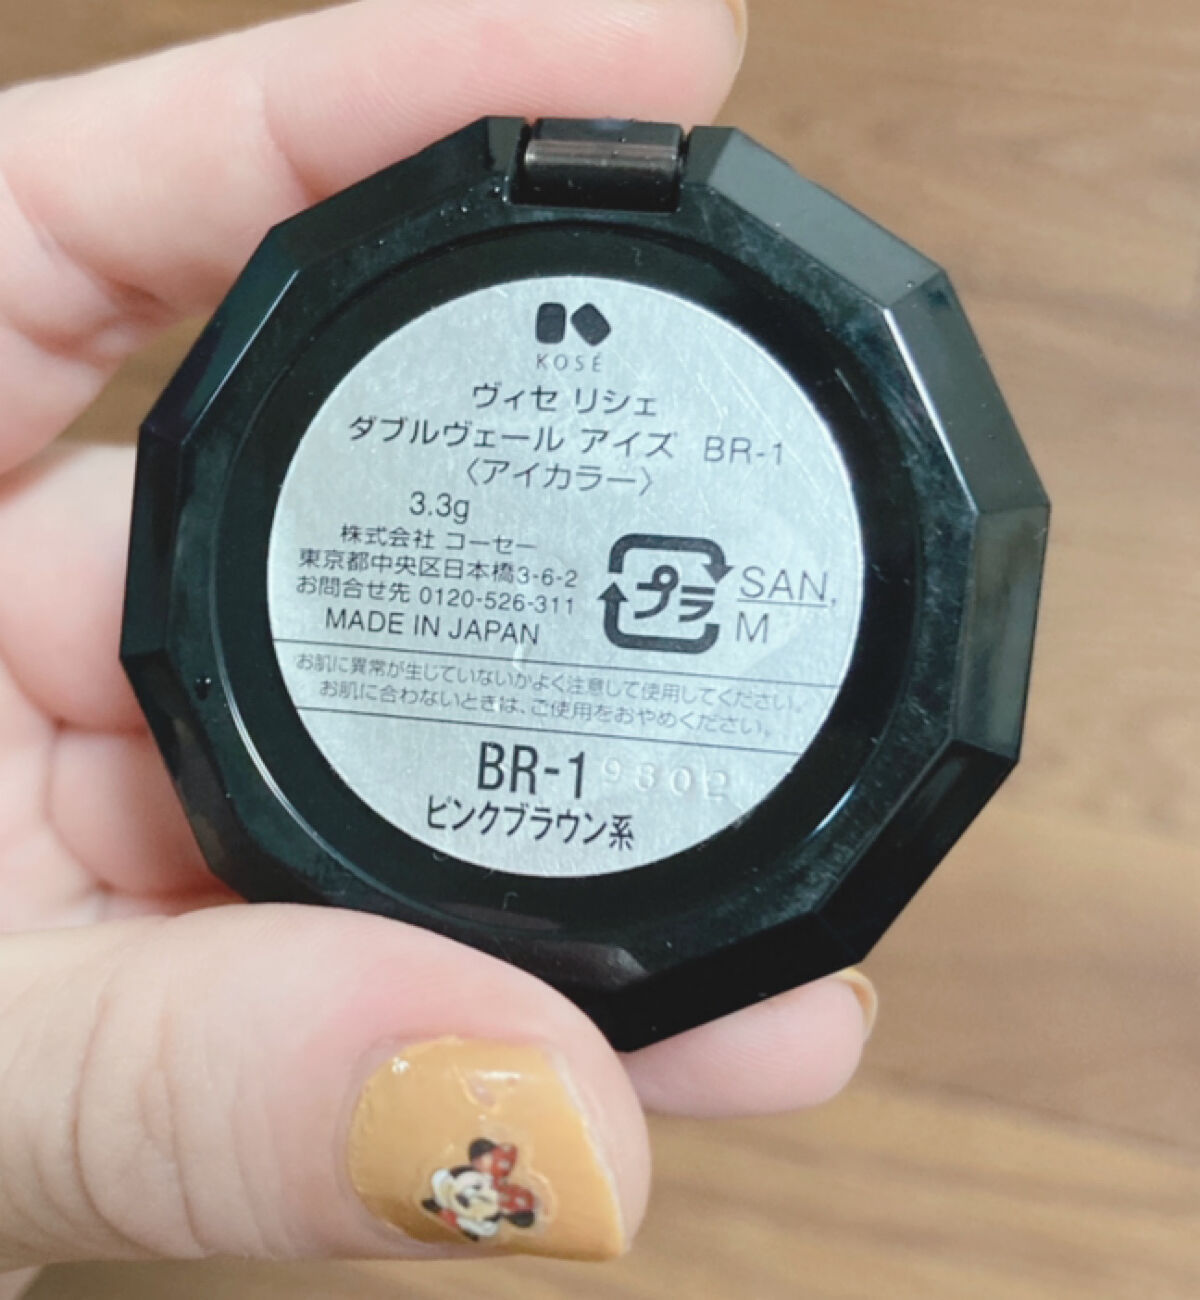 KOSÉ
ヴィセ リシェ
ダブルヴェール アイズ BR-1
〈アイカラー〉
3.3g
株式会社 コーセー
東京都中央区日本橋3-6-2
お問合せ先 0120-526-311
MADE IN JAPAN
プラ
SAN,
M
お肌に異常が生じていないかよく注意して使用してください。
お肌に合わないときは、ご使用をおやめください。
BR-1 9802
ピンクブラウン系